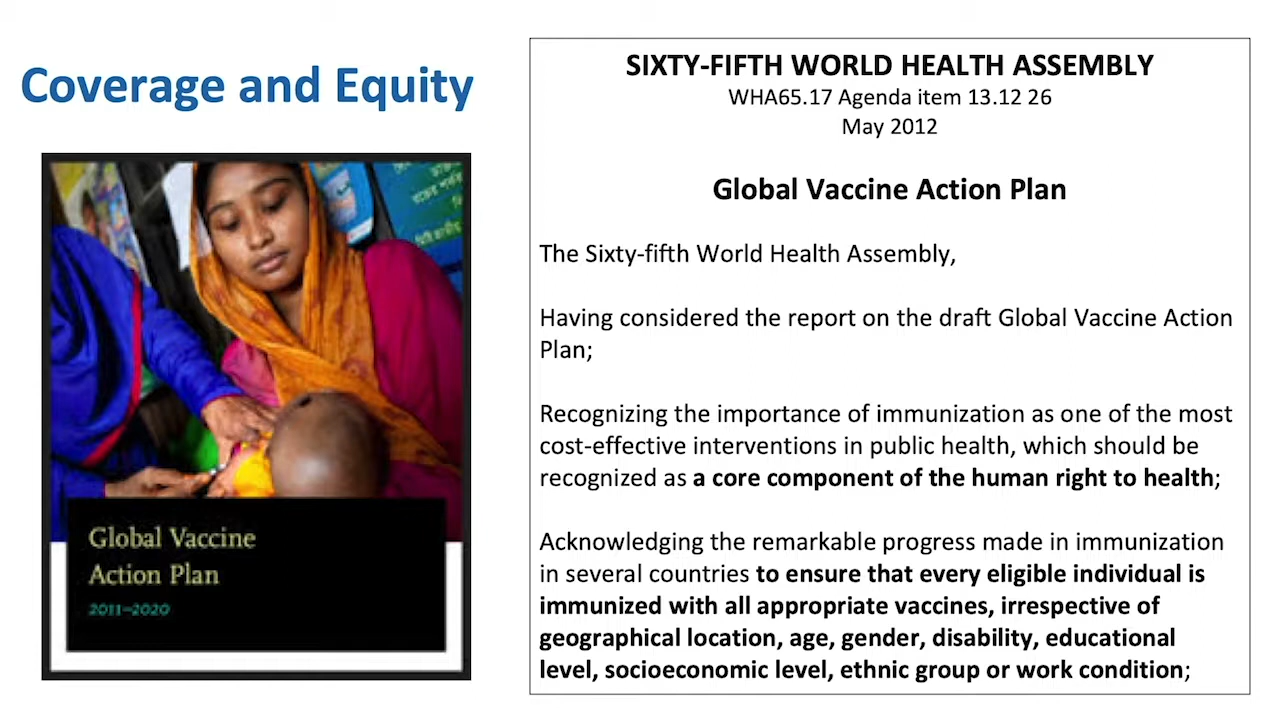 Coverage and Equity
Global Vaccine
Action Plan
2011–2020
SIXTY-FIFTH WORLD HEALTH ASSEMBLY
WHA65.17 Agenda item 13.12 26
May 2012
Global Vaccine Action Plan
The Sixty-fifth World Health Assembly,
Having considered the report on the draft Global Vaccine Action
Plan;
Recognizing the importance of immunization as one of the most
cost-effective interventions in public health, which should be
recognized as a core component of the human right to health;
Acknowledging the remarkable progress made in immunization
in several countries to ensure that every eligible individual is
immunized with all appropriate vaccines, irrespective of
geographical location, age, gender, disability, educational
level, socioeconomic level, ethnic group or work condition;